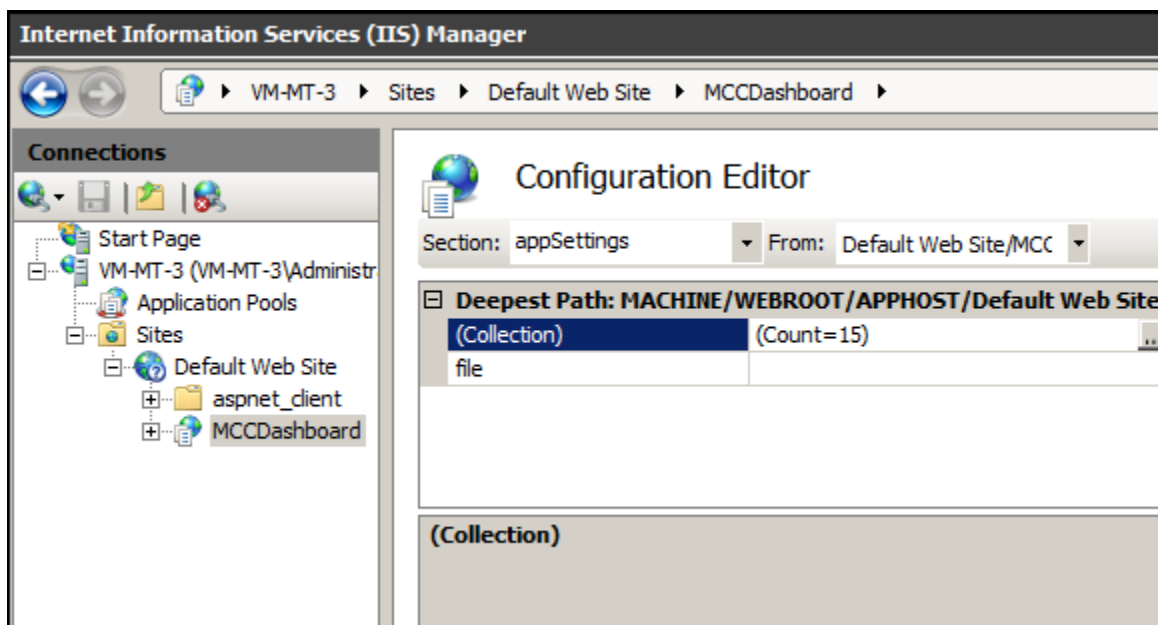 Internet Information Services (IIS) Manager
VM-MT-3 Sites Default Web Site MCCDashboard
Connections
Start Page
VM-MT-3 (VM-MT-3\Administr
Application Pools
Sites
Default Web Site
aspnet_client
MCCDashboard
Configuration Editor
Section: appSettings From: Default Web Site/MCC
Deepest Path: MACHINE/WEBROOT/APPHOST/Default Web Site
(Collection) (Count=15) ..
file
(Collection)